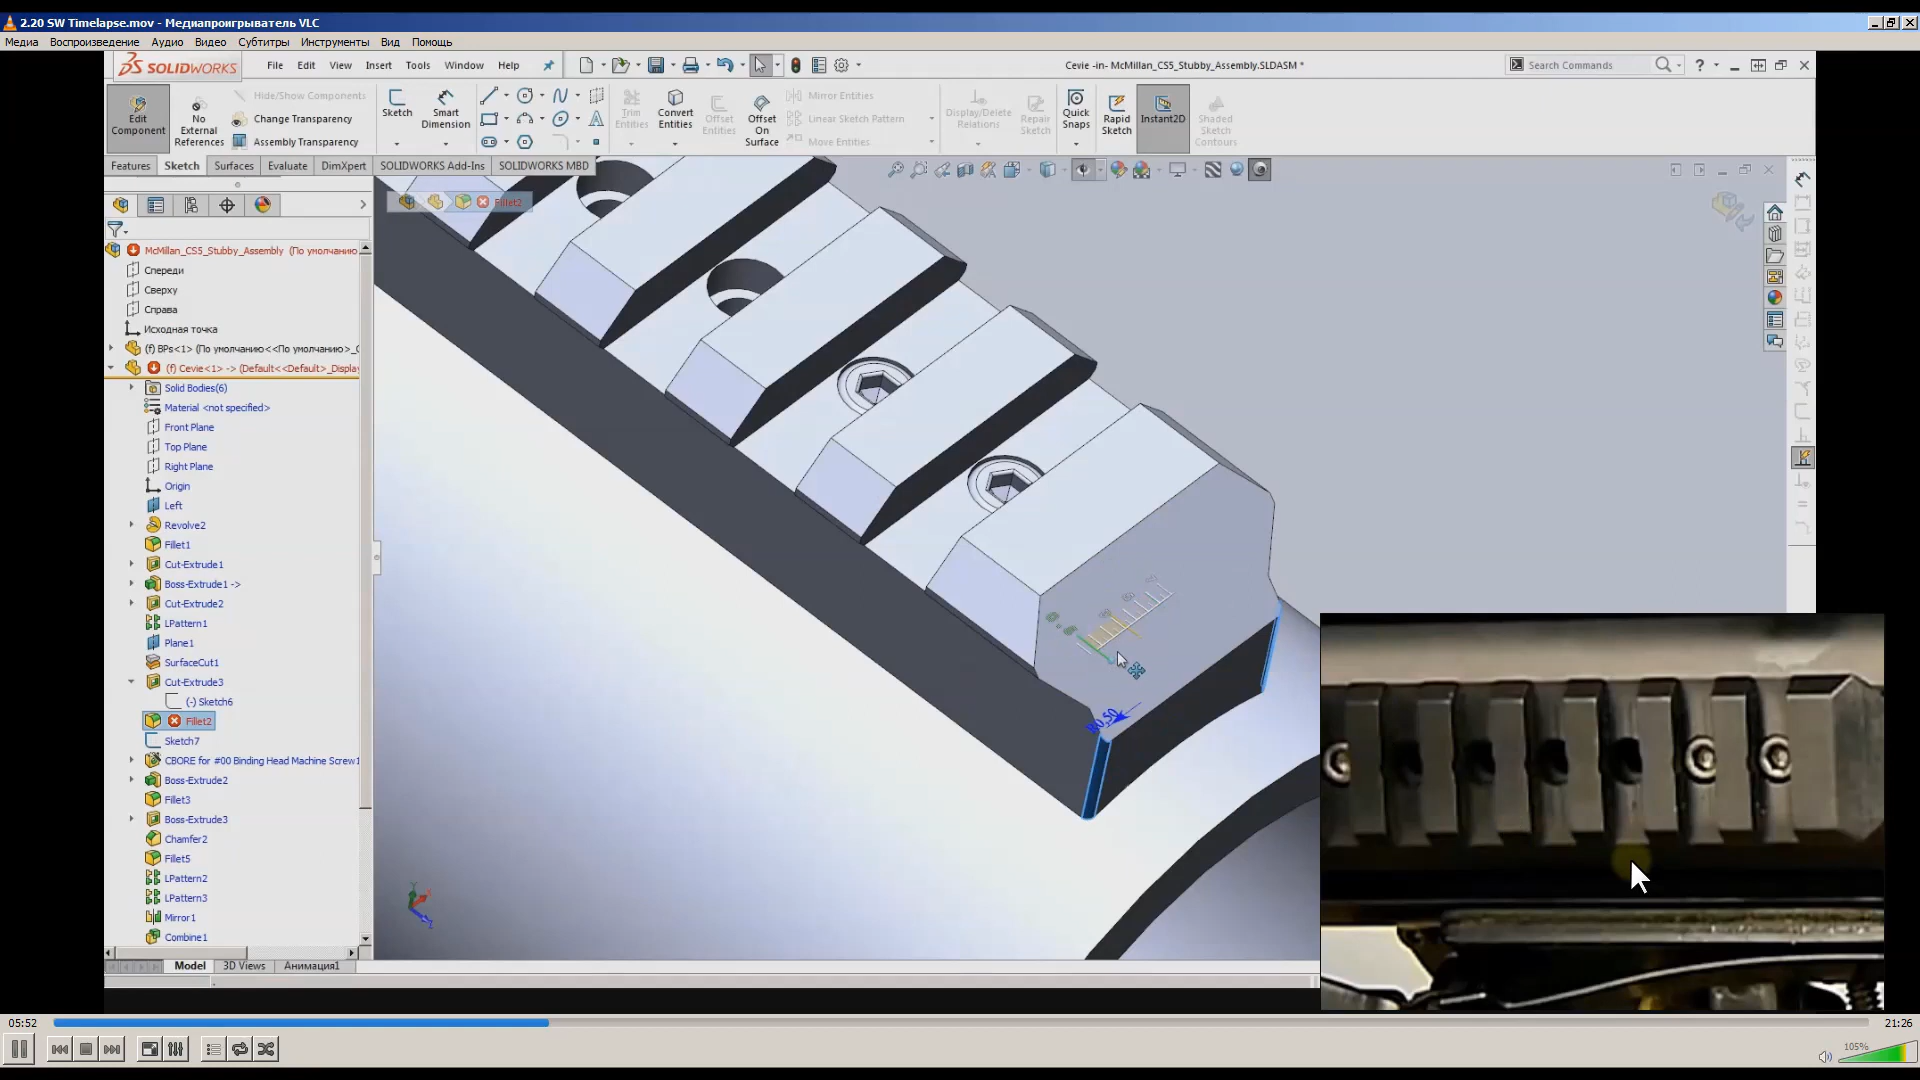 2.20 SW Timelapse.mov - Медиапроигрыватель VLC
Медиа Воспроизведение Аудио Видео Субтитры Инструменты Вид Помощь
SOLIDWORKS File Edit View Insert Tools Window Help
Cevie -in- McMillan_CS5_Stubby_Assembly.SLDASM *
Search Commands
Edit Component
No External References
Hide/Show Components
Change Transparency
Assembly Transparency
Sketch
Smart Dimension
Trim Entities
Convert Entities
Offset Entities
Offset On Surface
Mirror Entities
Linear Sketch Pattern
Move Entities
Display/Delete Relations
Repair Sketch
Quick Snaps
Rapid Sketch
Instant2D
Shaded Sketch Contours
Features Sketch Surfaces Evaluate DimXpert SOLIDWORKS Add-Ins SOLIDWORKS MBD
Fillet2
McMillan_CS5_Stubby_Assembly (По умолчанию
Спереди
Сверху
Справа
Исходная точка
(f) BPs<1> (По умолчанию<<По умолчанию>_С
(f) Cevie<1> -> (Default<<Default>_Display
Solid Bodies(6)
Material <not specified>
Front Plane
Top Plane
Right Plane
Origin
Left
Revolve2
Fillet1
Cut-Extrude1
Boss-Extrude1 ->
Cut-Extrude2
LPattern1
Plane1
SurfaceCut1
Cut-Extrude3
(-) Sketch6
Fillet2
Sketch7
CBORE for #00 Binding Head Machine Screw1
Boss-Extrude2
Fillet3
Boss-Extrude3
Chamfer2
Fillet5
LPattern2
LPattern3
Mirror1
Combine1
R0,50
Model 3D Views Анимация1
05:52
21:26
105%